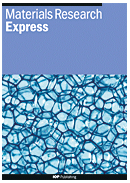 Materials Research
Express
IOP Publishing